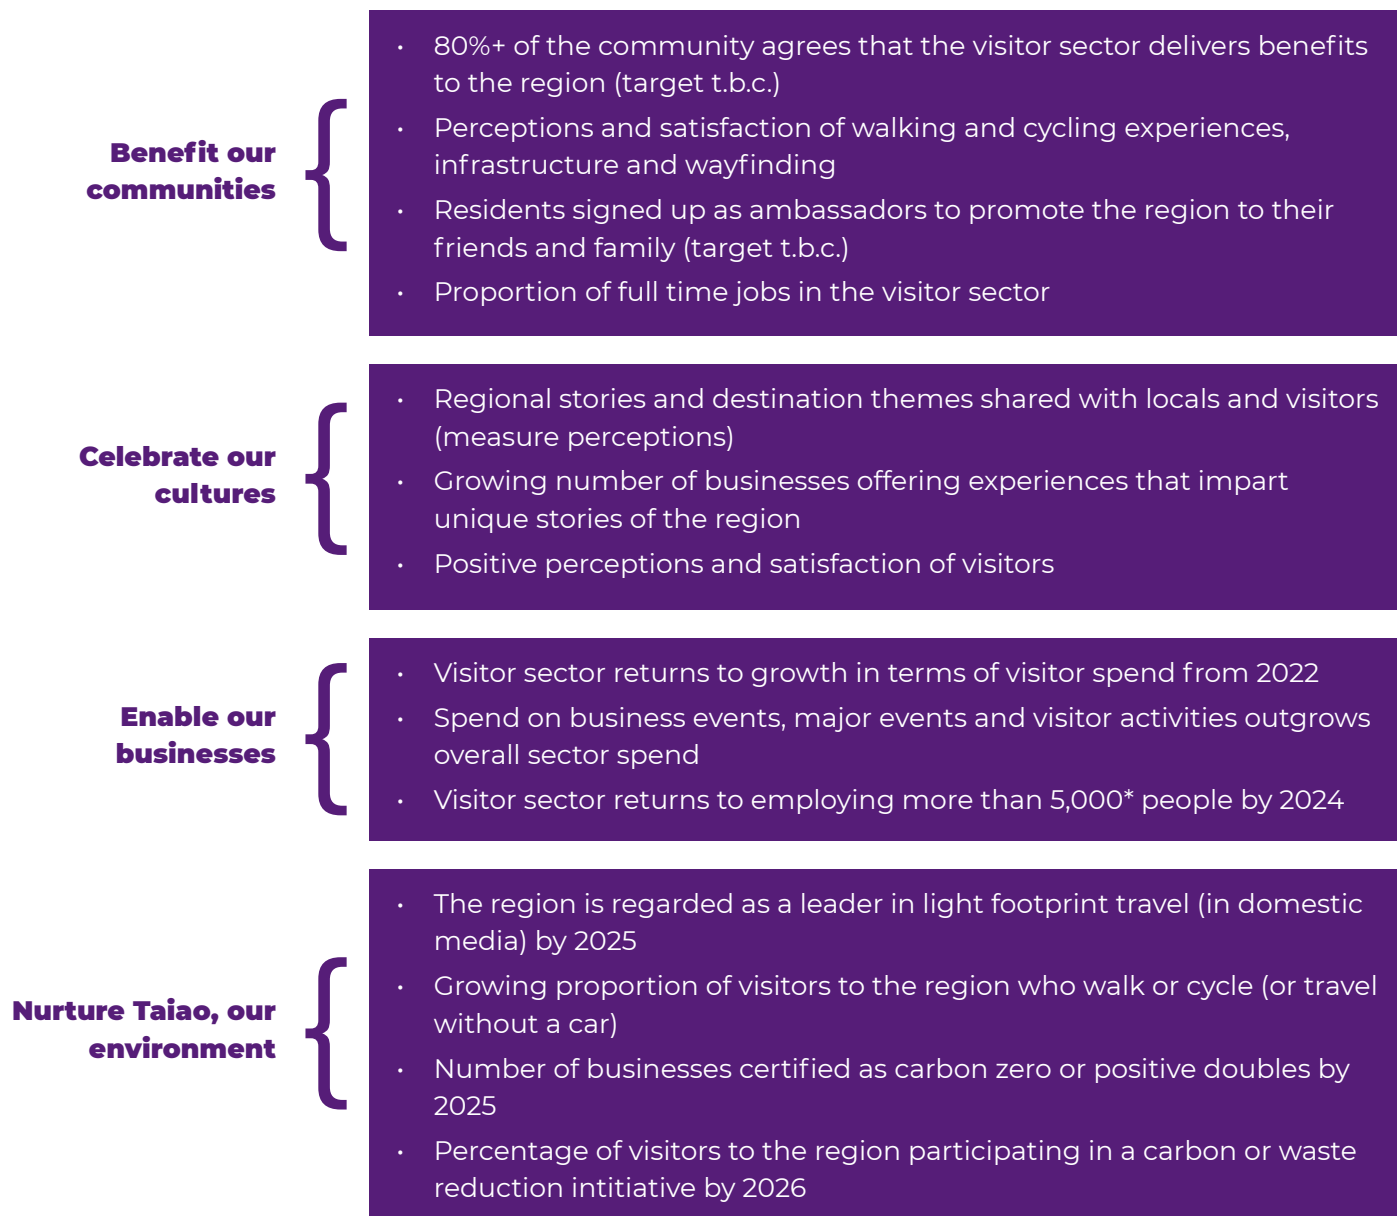 Benefit our
communities
• 80%+ of the community agrees that the visitor sector delivers benefits
to the region (target t.b.c.)
• Perceptions and satisfaction of walking and cycling experiences,
infrastructure and wayfinding
• Residents signed up as ambassadors to promote the region to their
friends and family (target t.b.c.)
• Proportion of full time jobs in the visitor sector
Celebrate our
cultures
• Regional stories and destination themes shared with locals and visitors
(measure perceptions)
• Growing number of businesses offering experiences that impart
unique stories of the region
• Positive perceptions and satisfaction of visitors
Enable our
businesses
• Visitor sector returns to growth in terms of visitor spend from 2022
• Spend on business events, major events and visitor activities outgrows
overall sector spend
• Visitor sector returns to employing more than 5,000* people by 2024
Nurture Taiao, our
environment
• The region is regarded as a leader in light footprint travel (in domestic
media) by 2025
• Growing proportion of visitors to the region who walk or cycle (or travel
without a car)
• Number of businesses certified as carbon zero or positive doubles by
2025
• Percentage of visitors to the region participating in a carbon or waste
reduction intitiative by 2026